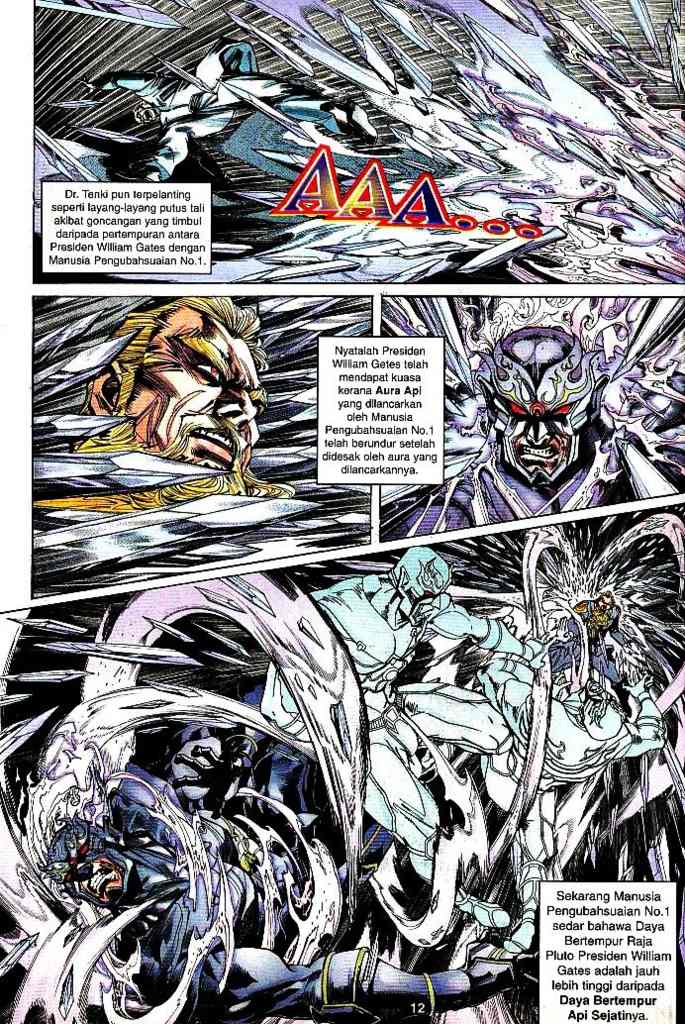 Dr. Tenki pun terpelanting
seperti layang-layang putus tali
akibat goncangan yang timbul
daripada pertempuran antara
Presiden William Gates dengan
Manusia Pengubahsuaian No.1.
AAA...
Nyatalah Presiden
William Getes telah
mendapat kuasa
kerana Aura Api
yang dilancarkan
oleh Manusia
Pengubahsuaian No.1
telah berundur setelah
didesak oleh aura yang
dilancarkannya.
Sekarang Manusia
Pengubahsuaian No.1
sedar bahawa Daya
Bertempur Raja
Pluto Presiden William
Gates adalah jauh
lebih tinggi daripada
Daya Bertempur
Api Sejatinya.
12